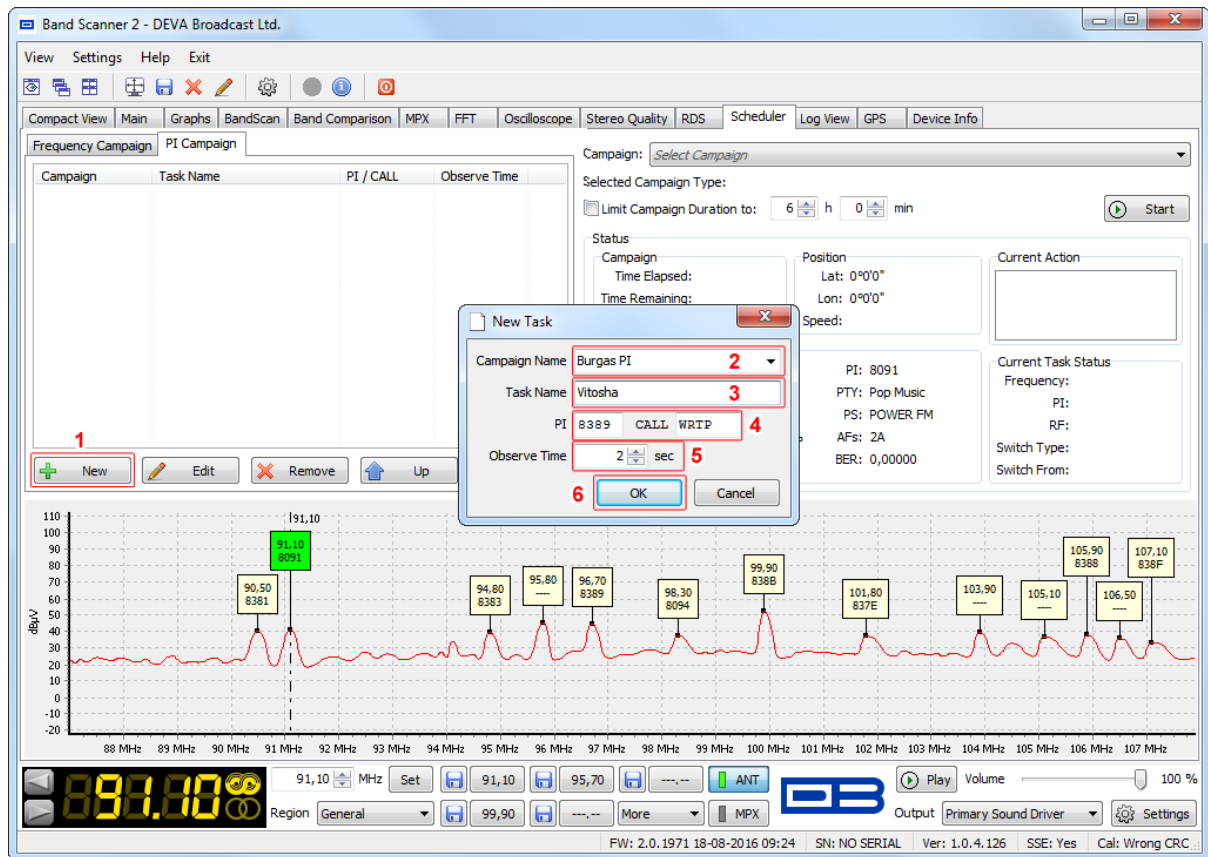 Band Scanner 2 - DEVA Broadcast Ltd.
View Settings Help Exit
Compact View Main Graphs BandScan Band Comparison MPX FFT Oscilloscope Stereo Quality RDS Scheduler Log View GPS Device Info
Frequency Campaign PI Campaign
Campaign Task Name PI / CALL Observe Time
Campaign: Select Campaign
Selected Campaign Type:
Limit Campaign Duration to: 6 h 0 min Start
Status
Campaign
Time Elapsed:
Time Remaining:
Position
Lat: 0°0'0"
Lon: 0°0'0"
Speed:
Current Action
New Task
Campaign Name Burgas PI 2
Task Name Vitosha 3
PI 8389 CALL WRTP 4
Observe Time 2 sec 5
6 OK Cancel
PI: 8091
PTY: Pop Music
PS: POWER FM
AFs: 2A
BER: 0,00000
Current Task Status
Frequency:
PI:
RF:
Switch Type:
Switch From:
1
New Edit Remove Up
dBµV
110
100
90
80
70
60
50
40
30
20
10
0
-10
-20
91,10
90,50
8381
91,10
8091
94,80
8383
95,80
----
96,70
8389
98,30
8094
99,90
838B
101,80
837E
103,90
----
105,10
----
105,90
8388
106,50
----
107,10
838F
88 MHz 89 MHz 90 MHz 91 MHz 92 MHz 93 MHz 94 MHz 95 MHz 96 MHz 97 MHz 98 MHz 99 MHz 100 MHz 101 MHz 102 MHz 103 MHz 104 MHz 105 MHz 106 MHz 107 MHz
91.10
91,10 MHz Set 91,10 95,70 ---,-- ANT
Region General 99,90 ---,-- More MPX
DB
Play Volume 100 %
Output Primary Sound Driver Settings
FW: 2.0.1971 18-08-2016 09:24 SN: NO SERIAL Ver: 1.0.4.126 SSE: Yes Cal: Wrong CRC